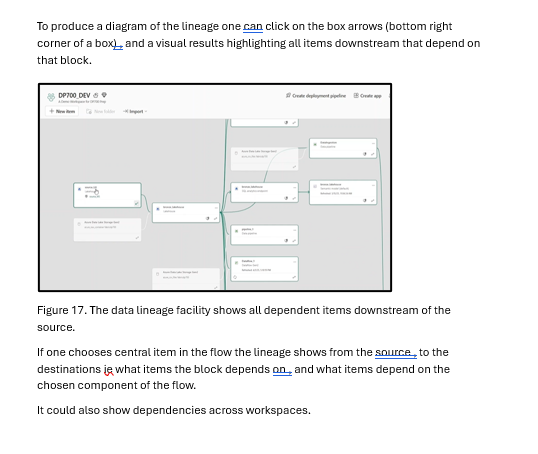 To produce a diagram of the lineage one can click on the box arrows (bottom right
corner of a box), and a visual results highlighting all items downstream that depend on
that block.
DP700_DEV
Create deployment pipeline
Create app
+ New item
New folder
Import
Figure 17. The data lineage facility shows all dependent items downstream of the
source.
If one chooses central item in the flow the lineage shows from the source, to the
destinations ie what items the block depends on, and what items depend on the
chosen component of the flow.
It could also show dependencies across workspaces.